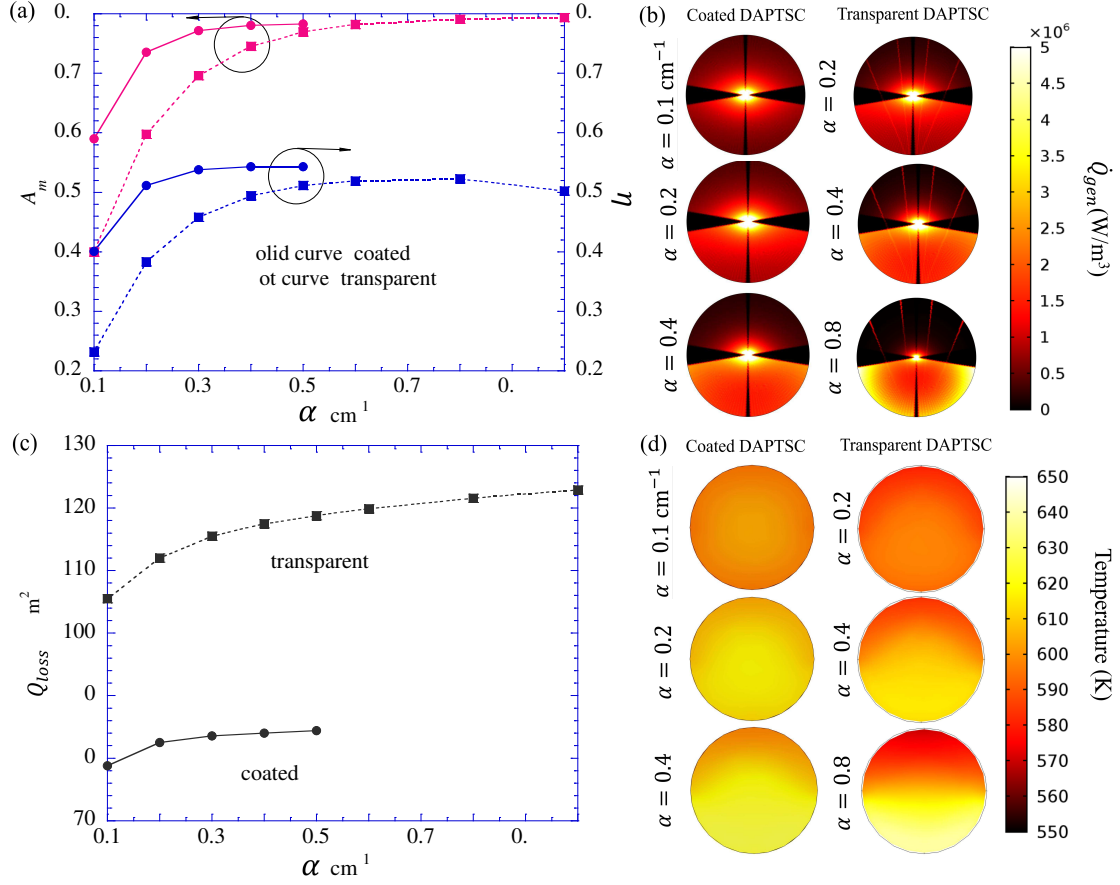 (a)
0.
0.7
0.6
0.5
0.4
0.3
0.2
A_m
0.
0.7
0.6
0.5
0.4
0.3
0.2
η
olid curve coated
ot curve transparent
0.1 0.3 0.5 0.7 0.
α cm 1
(b)
Coated DAPTSC Transparent DAPTSC
α = 0.1 cm⁻¹
α = 0.2
α = 0.4
α = 0.2
α = 0.4
α = 0.8
×10⁶
5
4.5
4
3.5
3
2.5
2
1.5
1
0.5
0
Q̇gen(W/m³)
(c)
130
120
110
100
0
0
70
Q_loss m²
transparent
coated
0.1 0.3 0.5 0.7 0.
α cm 1
(d)
Coated DAPTSC Transparent DAPTSC
α = 0.1 cm⁻¹
α = 0.2
α = 0.4
α = 0.2
α = 0.4
α = 0.8
650
640
630
620
610
600
590
580
570
560
550
Temperature (K)